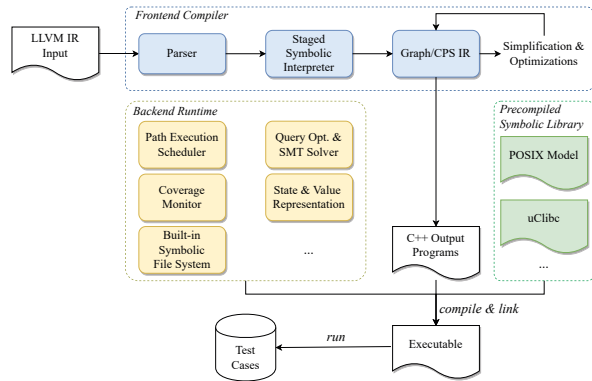 Frontend Compiler
LLVM IR
Input
Parser
Staged
Symbolic
Interpreter
Graph/CPS IR
Simplification &
Optimizations
Backend Runtime
Path Execution
Scheduler
Query Opt. &
SMT Solver
Coverage
Monitor
State & Value
Representation
Built-in
Symbolic
File System
...
C++ Output
Programs
Precompiled
Symbolic Library
POSIX Model
uClibc
...
compile & link
run
Executable
Test
Cases